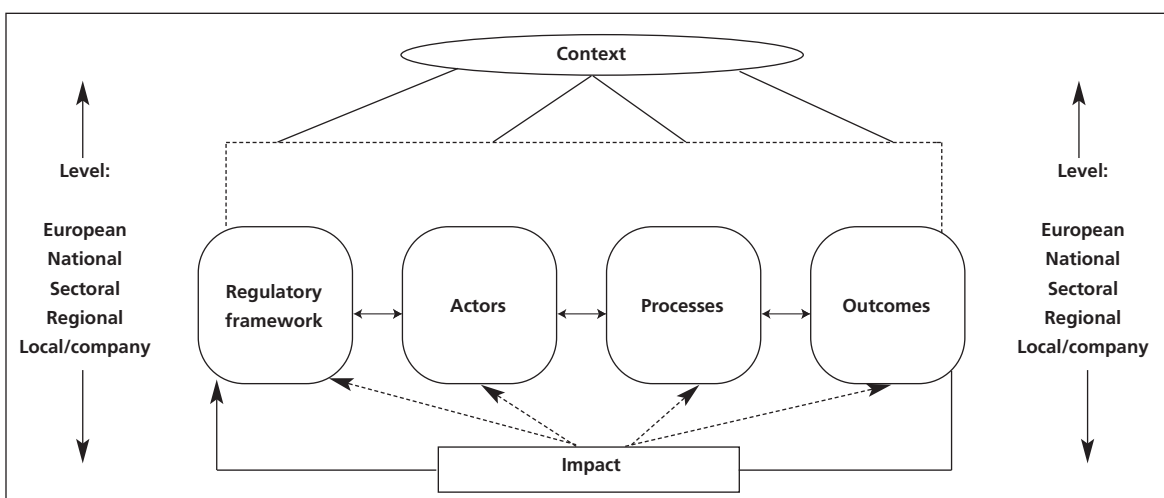 Context
Level:
European
National
Sectoral
Regional
Local/company
Regulatory
framework
Actors
Processes
Outcomes
Level:
European
National
Sectoral
Regional
Local/company
Impact